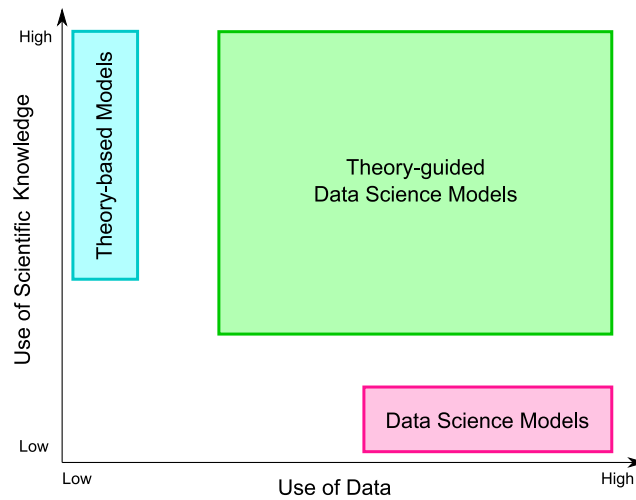 High
Use of Scientific Knowledge
Theory-based Models
Theory-guided
Data Science Models
Data Science Models
Low
Low
High
Use of Data